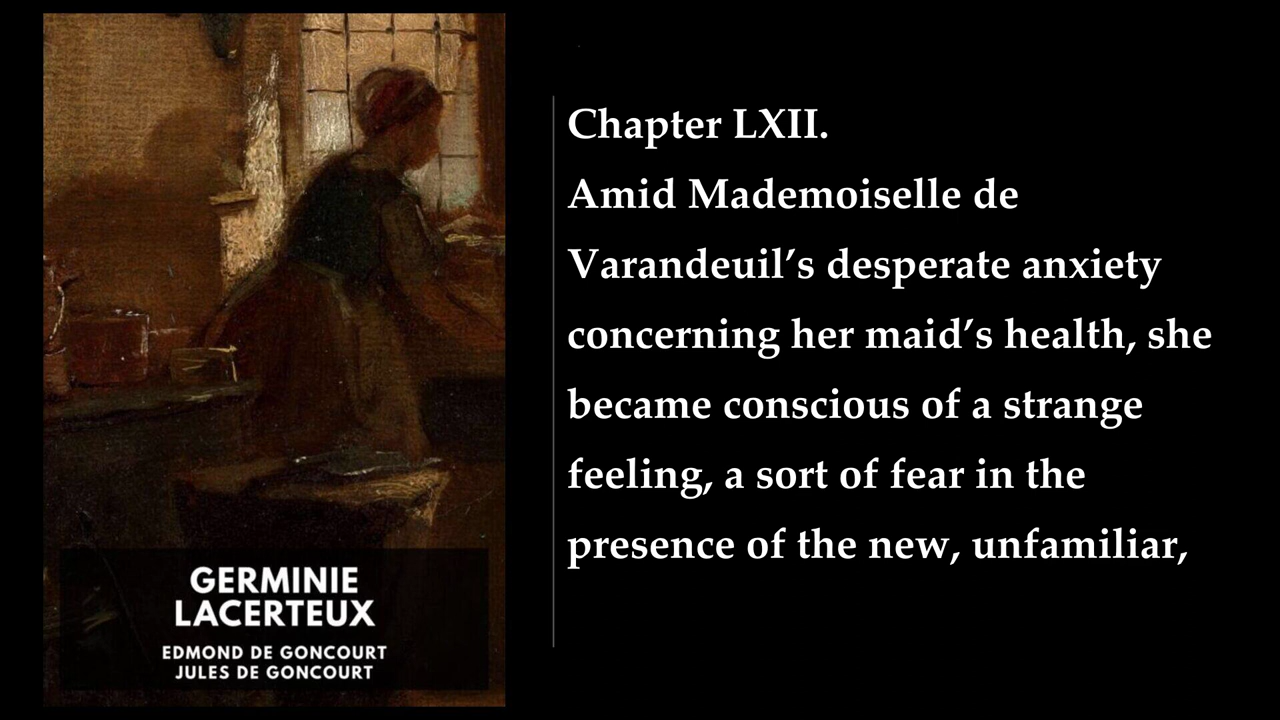 GERMINIE
LACERTEUX
EDMOND DE GONCOURT
JULES DE GONCOURT
Chapter LXII.
Amid Mademoiselle de
Varandeuil’s desperate anxiety
concerning her maid’s health, she
became conscious of a strange
feeling, a sort of fear in the
presence of the new, unfamiliar,